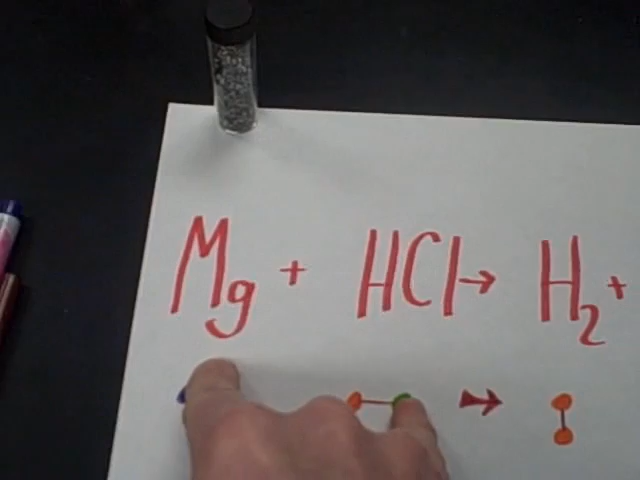 Mg + HCl → H₂ +